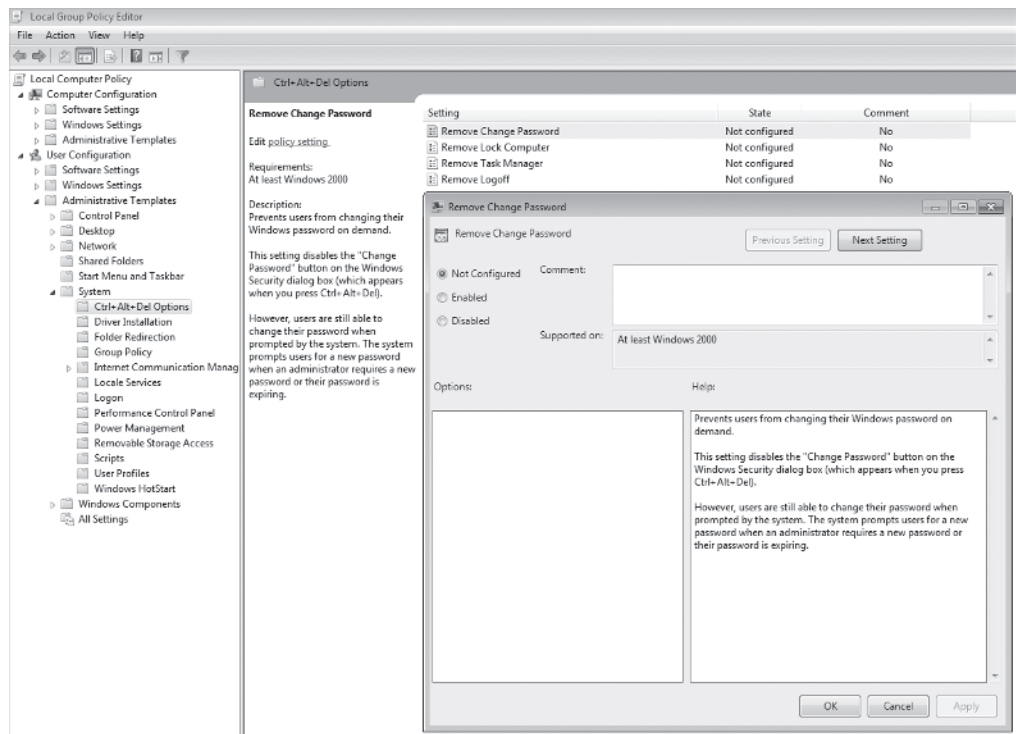 Local Group Policy Editor
File Action View Help
Local Computer Policy
Computer Configuration
Software Settings
Windows Settings
Administrative Templates
User Configuration
Software Settings
Windows Settings
Administrative Templates
Control Panel
Desktop
Network
Shared Folders
Start Menu and Taskbar
System
Ctrl+Alt+Del Options
Driver Installation
Folder Redirection
Group Policy
Internet Communication Manag
Locale Services
Logon
Performance Control Panel
Power Management
Removable Storage Access
Scripts
User Profiles
Windows HotStart
Windows Components
All Settings
Ctrl+Alt+Del Options
Remove Change Password
Edit policy setting
Requirements:
At least Windows 2000
Description:
Prevents users from changing their
Windows password on demand.
This setting disables the "Change
Password" button on the Windows
Security dialog box (which appears
when you press Ctrl+Alt+Del).
However, users are still able to
change their password when
prompted by the system. The system
prompts users for a new password
when an administrator requires a new
password or their password is
expiring.
Setting State Comment
Remove Change Password Not configured No
Remove Lock Computer Not configured No
Remove Task Manager Not configured No
Remove Logoff Not configured No
Remove Change Password
Remove Change Password
Previous Setting Next Setting
Not Configured Comment:
Enabled
Disabled
Supported on: At least Windows 2000
Options: Help:
Prevents users from changing their Windows password on
demand.
This setting disables the "Change Password" button on the
Windows Security dialog box (which appears when you press
Ctrl+Alt+Del).
However, users are still able to change their password when
prompted by the system. The system prompts users for a new
password when an administrator requires a new password or
their password is expiring.
OK Cancel Apply